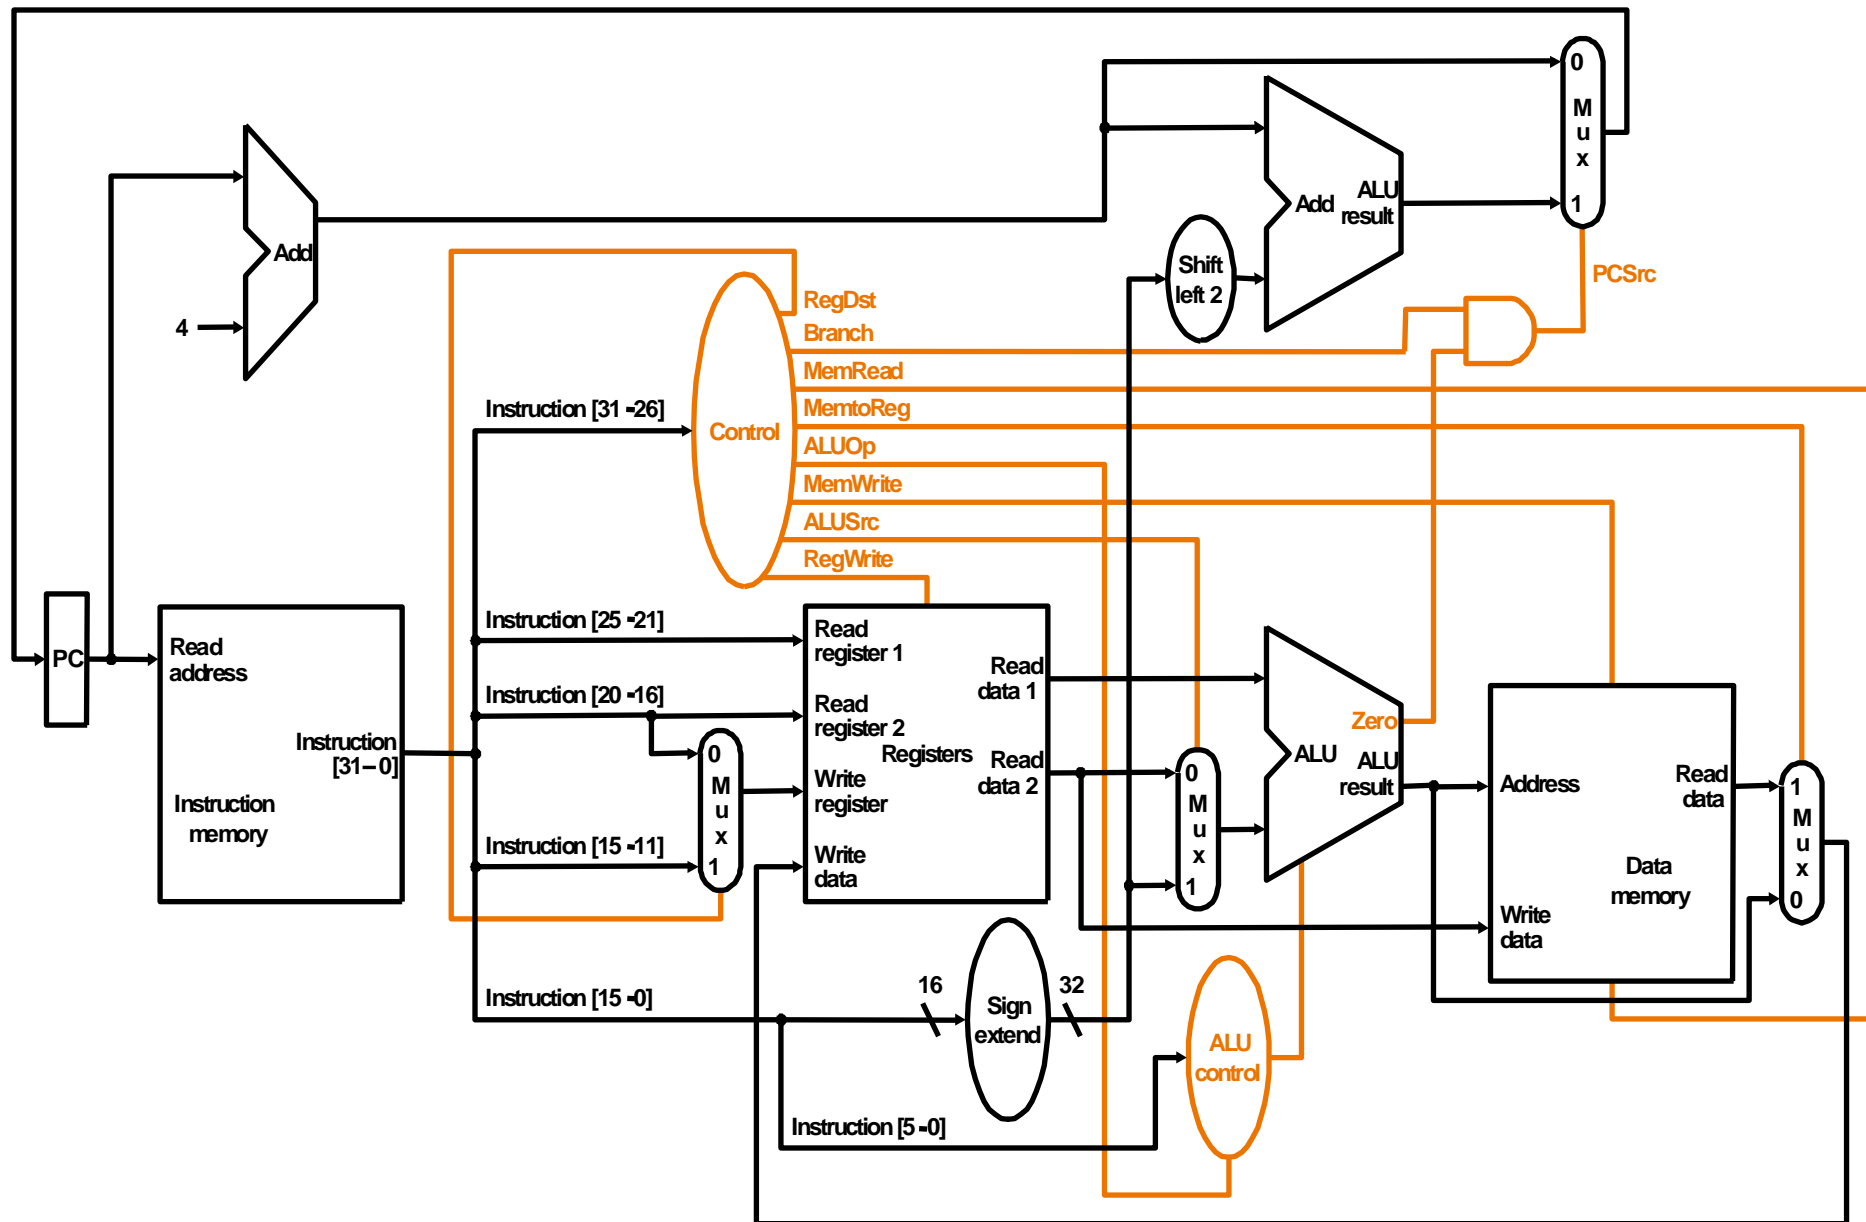 0
M
u
x
1
Add
ALU
result
Add
Shift
left 2
4
PCSrc
RegDst
Branch
MemRead
MemtoReg
ALUOp
MemWrite
ALUSrc
RegWrite
Control
Instruction [31-26]
Instruction [25-21]
Instruction [20-16]
Instruction [15-11]
Instruction [15-0]
Instruction [5-0]
PC
Read
address
Instruction
[31–0]
Instruction
memory
0
M
u
x
1
Read
register 1
Read
register 2
Write
register
Write
data
Registers
Read
data 1
Read
data 2
0
M
u
x
1
Zero
ALU
ALU
result
Address
Read
data
Data
memory
Write
data
1
M
u
x
0
16
Sign
extend
32
ALU
control